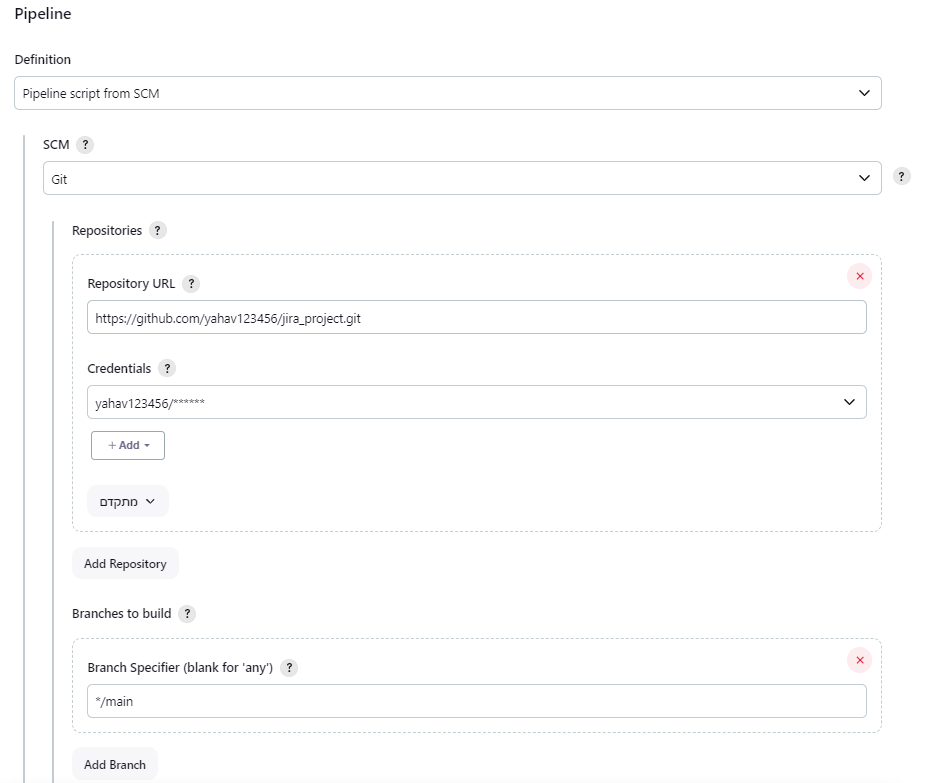 Pipeline
Definition
Pipeline script from SCM
SCM ?
Git
?
Repositories ?
Repository URL ?
https://github.com/yahav123456/jira_project.git
Credentials ?
yahav123456/******
+ Add
מתקדם
Add Repository
Branches to build ?
Branch Specifier (blank for 'any') ?
*/main
Add Branch